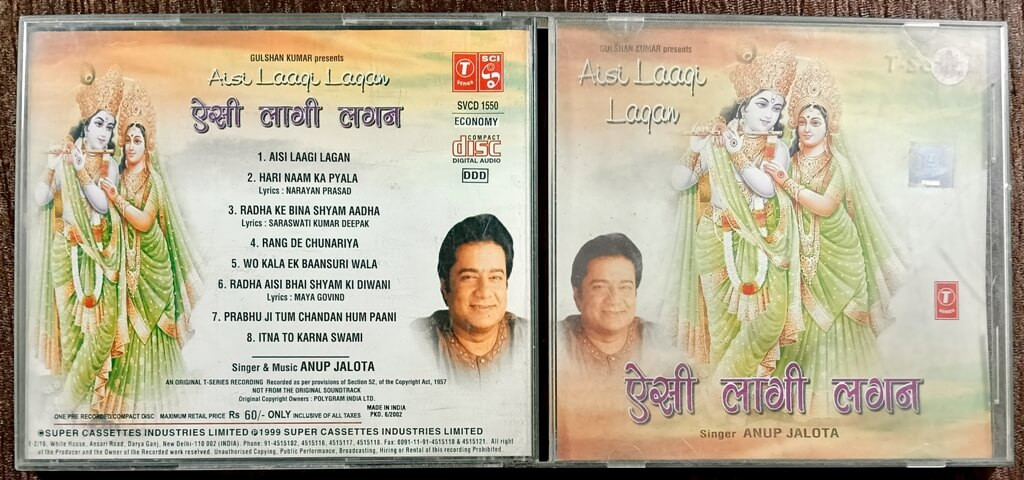 GULSHAN KUMAR presents
Aisi Laagi Lagan
ऐसी लागी लगन
T
SERIES
SCI
SVCD 1550
ECONOMY
COMPACT
disc
DIGITAL AUDIO
DDD
1. AISI LAAGI LAGAN
2. HARI NAAM KA PYALA
Lyrics : NARAYAN PRASAD
3. RADHA KE BINA SHYAM AADHA
Lyrics : SARASWATI KUMAR DEEPAK
4. RANG DE CHUNARIYA
5. WO KALA EK BAANSURI WALA
6. RADHA AISI BHAI SHYAM KI DIWANI
Lyrics : MAYA GOVIND
7. PRABHU JI TUM CHANDAN HUM PAANI
8. ITNA TO KARNA SWAMI
Singer & Music ANUP JALOTA
AN ORIGINAL T-SERIES RECORDING Recorded as per provisions of Section 52, of the Copyright Act, 1957
NOT FROM THE ORIGINAL SOUNDTRACK
Original Copyright Owners : POLYGRAM INDIA LTD.
ONE PRE RECORDED COMPACT DISC MAXIMUM RETAIL PRICE Rs 60/- ONLY INCLUSIVE OF ALL TAXES
MADE IN INDIA
PKD. 6/2002
℗SUPER CASSETTES INDUSTRIES LIMITED ℗1999 SUPER CASSETTES INDUSTRIES LIMITED
White House, Ansari Road, Darya Ganj, New Delhi-110 002 (INDIA), Phone: 91-4515102, 4515116, 4515117, 4515118. Fax: 0091-11-91-4515118 & 4515121. All right
of the Producer and the Owner of the Recorded work reserved. Unauthorised Copying, Public Performance, Broadcasting, Hiring or Rental of this recording Prohibited.
GULSHAN KUMAR presents
Aisi Laagi
Lagan
T
SERIES
ऐसी लागी लगन
Singer ANUP JALOTA